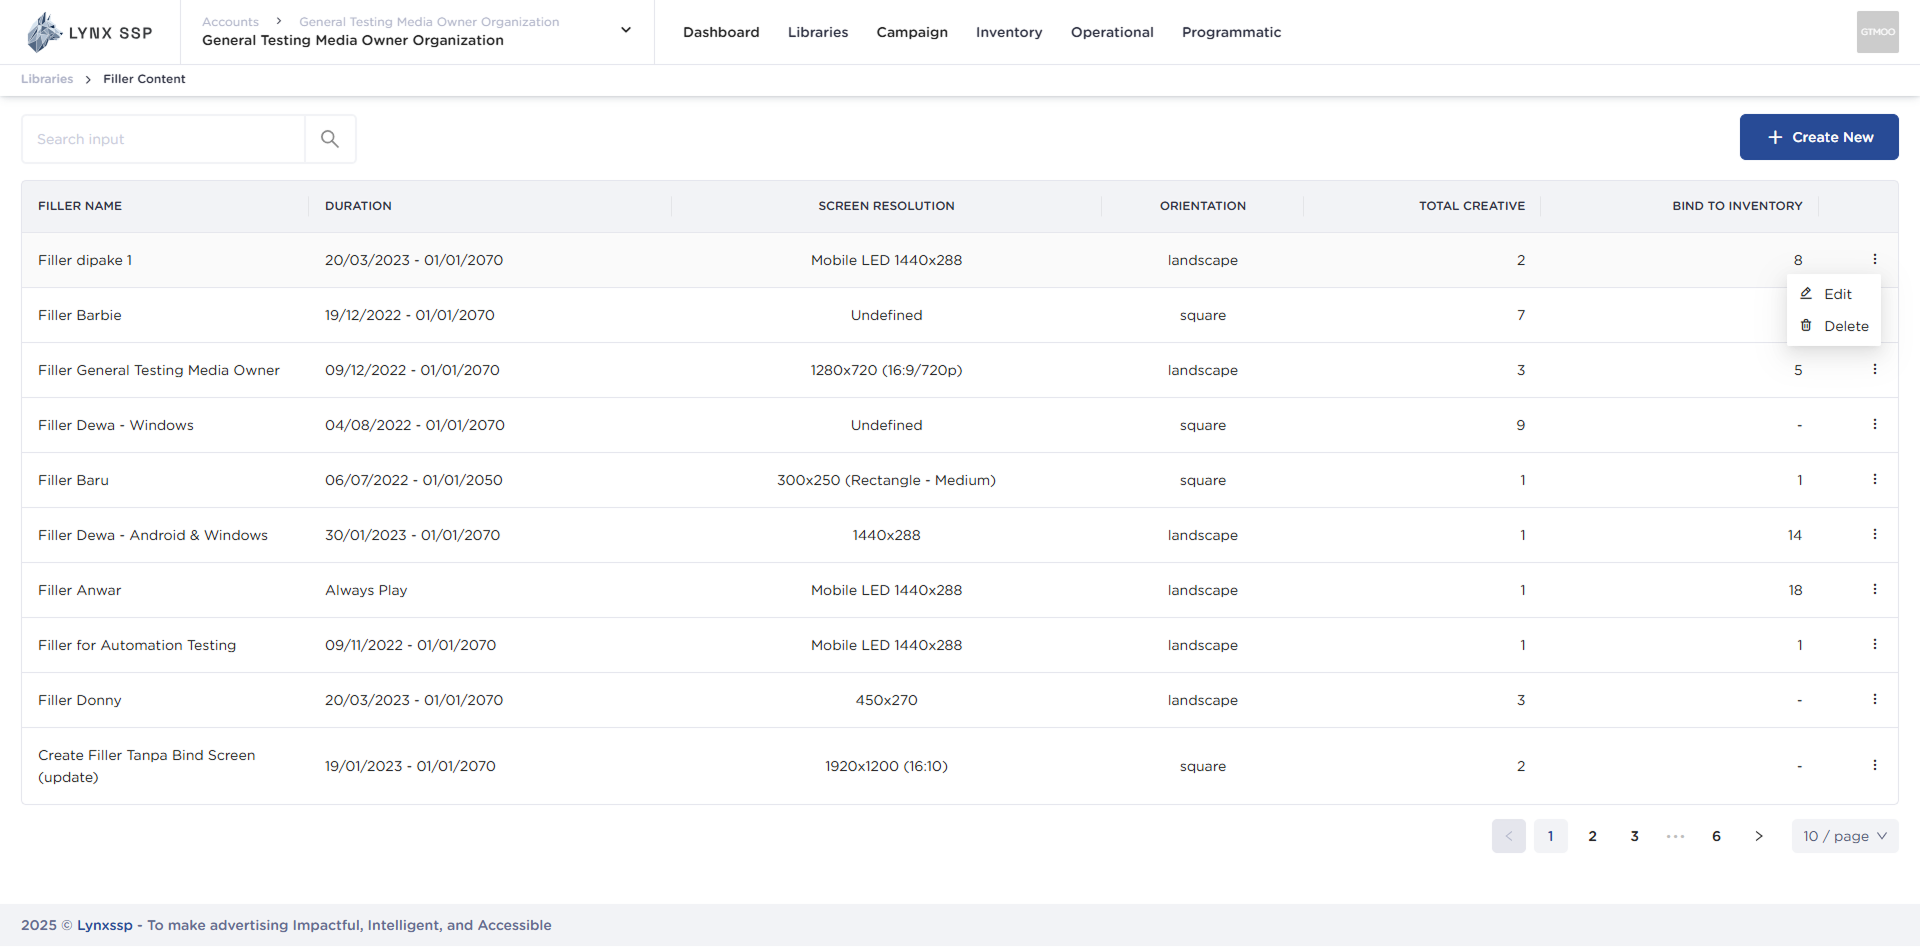 LYNX SSP
Accounts > General Testing Media Owner Organization
General Testing Media Owner Organization
Dashboard Libraries Campaign Inventory Operational Programmatic
GTMOO
Libraries > Filler Content
Search input
+ Create New
FILLER NAME DURATION SCREEN RESOLUTION ORIENTATION TOTAL CREATIVE BIND TO INVENTORY
Filler dipake 1 20/03/2023 - 01/01/2070 Mobile LED 1440x288 landscape 2 8
Edit
Delete
Filler Barbie 19/12/2022 - 01/01/2070 Undefined square 7
Filler General Testing Media Owner 09/12/2022 - 01/01/2070 1280x720 (16:9/720p) landscape 3 5
Filler Dewa - Windows 04/08/2022 - 01/01/2070 Undefined square 9 -
Filler Baru 06/07/2022 - 01/01/2050 300x250 (Rectangle - Medium) square 1 1
Filler Dewa - Android & Windows 30/01/2023 - 01/01/2070 1440x288 landscape 1 14
Filler Anwar Always Play Mobile LED 1440x288 landscape 1 18
Filler for Automation Testing 09/11/2022 - 01/01/2070 Mobile LED 1440x288 landscape 1 1
Filler Donny 20/03/2023 - 01/01/2070 450x270 landscape 3 -
Create Filler Tanpa Bind Screen
(update) 19/01/2023 - 01/01/2070 1920x1200 (16:10) square 2 -
< 1 2 3 ••• 6 > 10 / page
2025 © Lynxssp - To make advertising Impactful, Intelligent, and Accessible